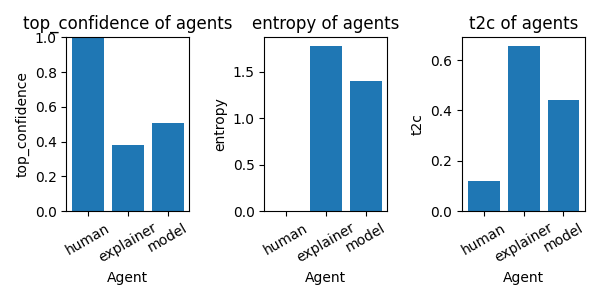 top_confidence of agents
top_confidence
1.0
0.8
0.6
0.4
0.2
0.0
human
explainer
model
Agent
entropy of agents
entropy
1.5
1.0
0.5
0.0
human
explainer
model
Agent
t2c of agents
t2c
0.6
0.4
0.2
0.0
human
explainer
model
Agent